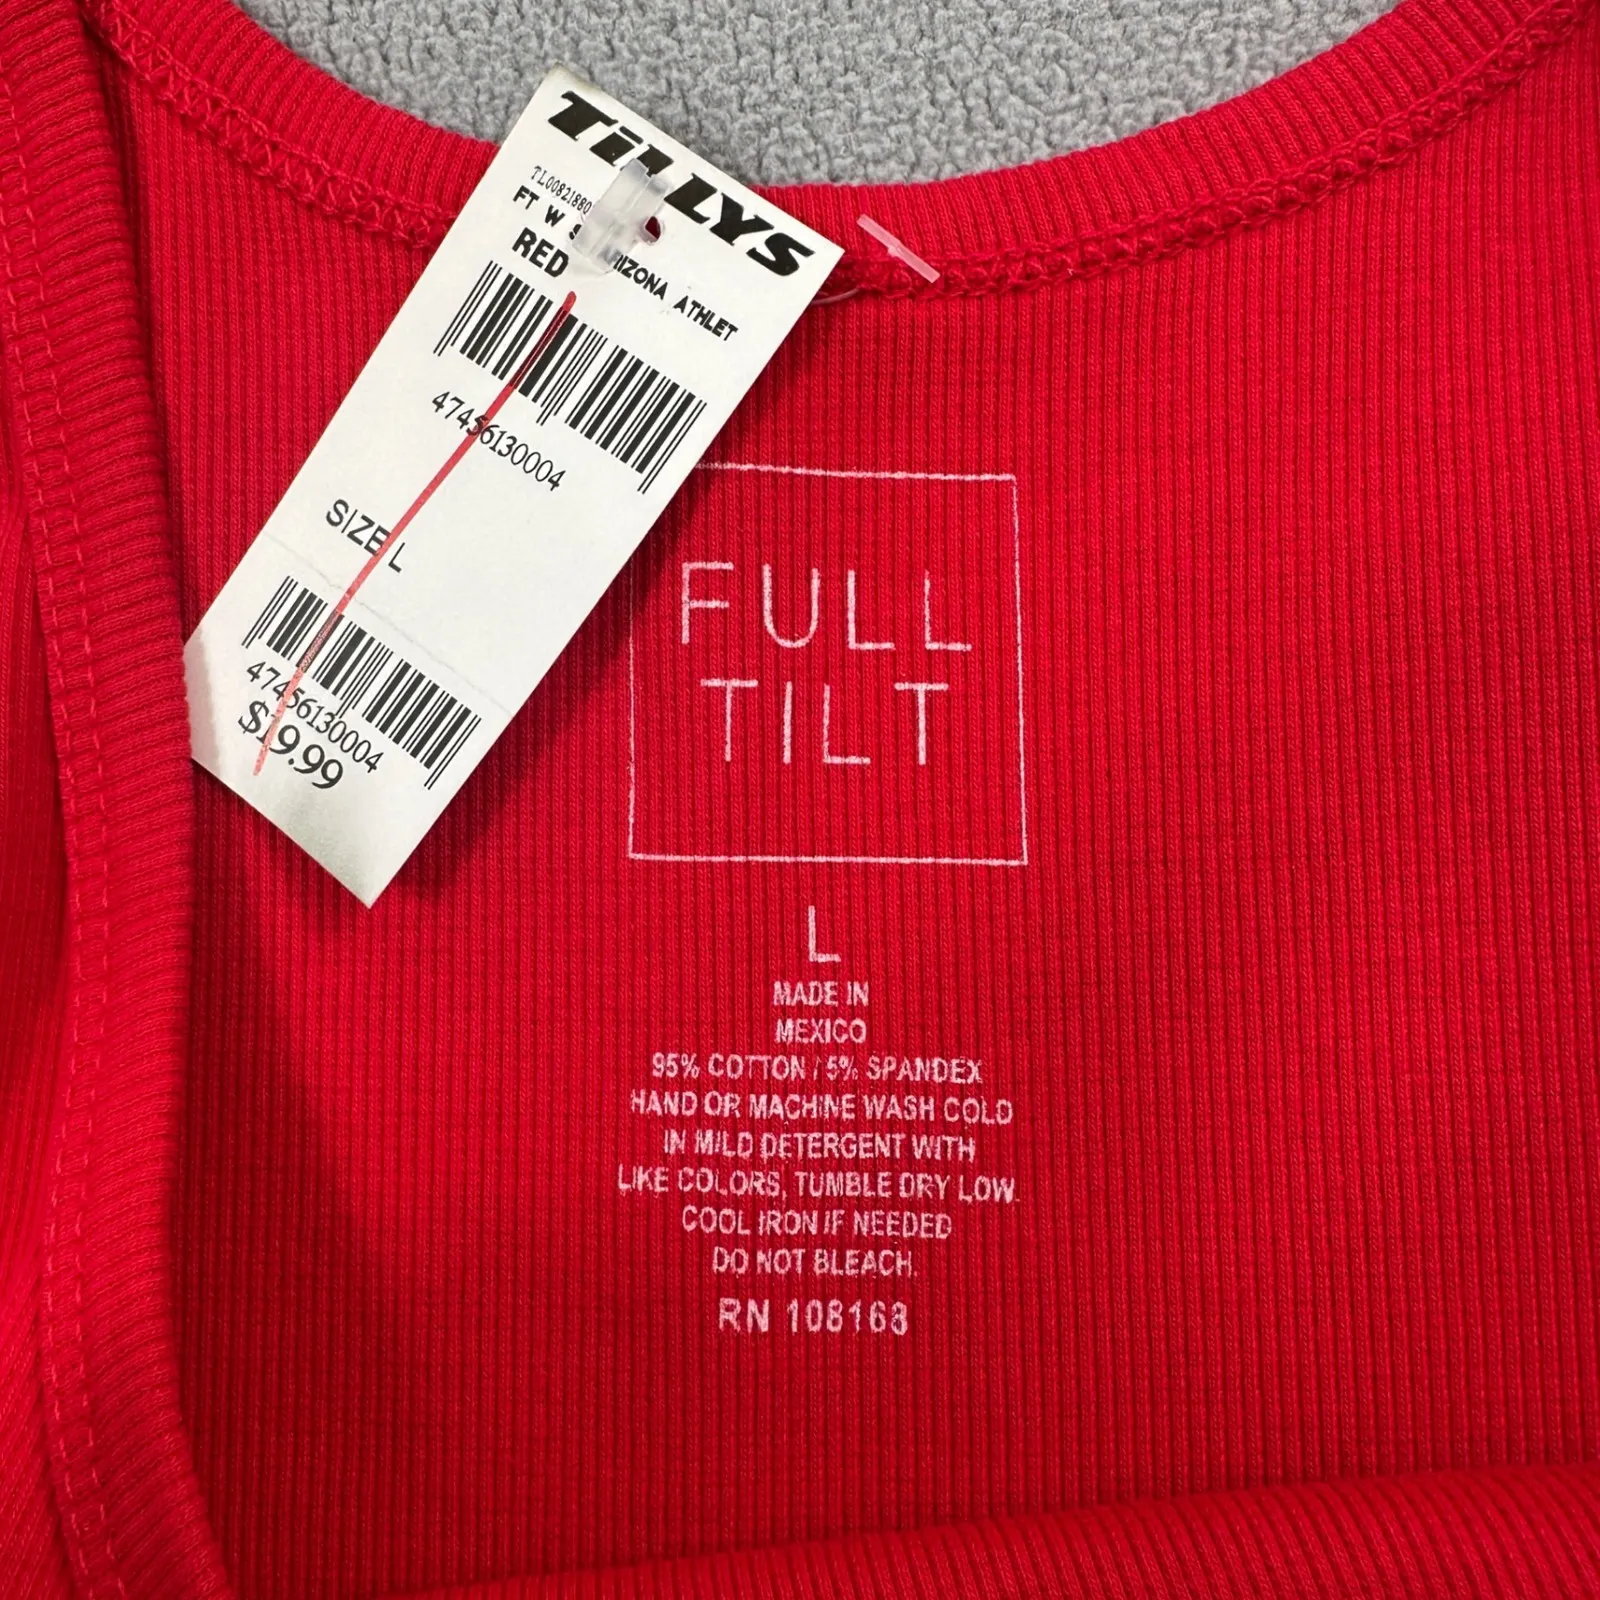 TiLLYS
FT W
RIZONA ATHLET
RED
47456130004
SIZE L
47456130004
$19.99
FULL
TILT
L
MADE IN
MEXICO
95% COTTON / 5% SPANDEX
HAND OR MACHINE WASH COLD
IN MILD DETERGENT WITH
LIKE COLORS, TUMBLE DRY LOW.
COOL IRON IF NEEDED
DO NOT BLEACH.
RN 108168